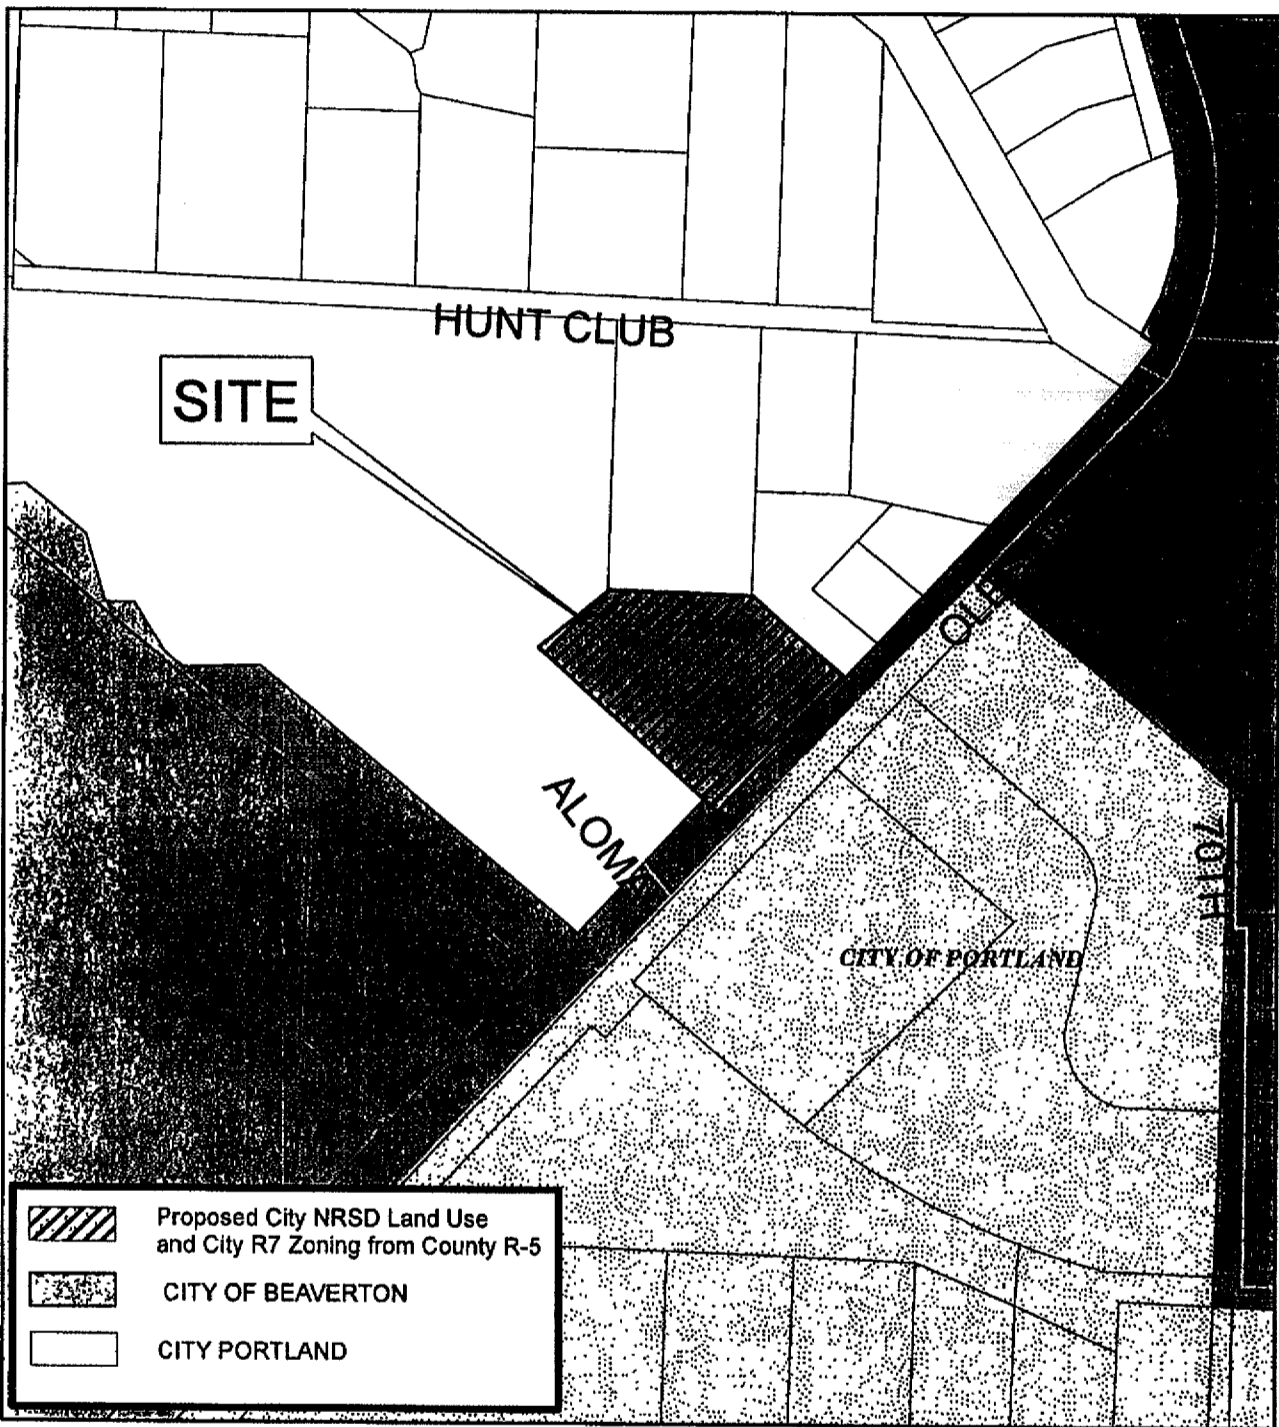 HUNT CLUB
SITE
ALOMA
70TH
CITY OF PORTLAND
Proposed City NRSD Land Use
and City R7 Zoning from County R-5
CITY OF BEAVERTON
CITY PORTLAND